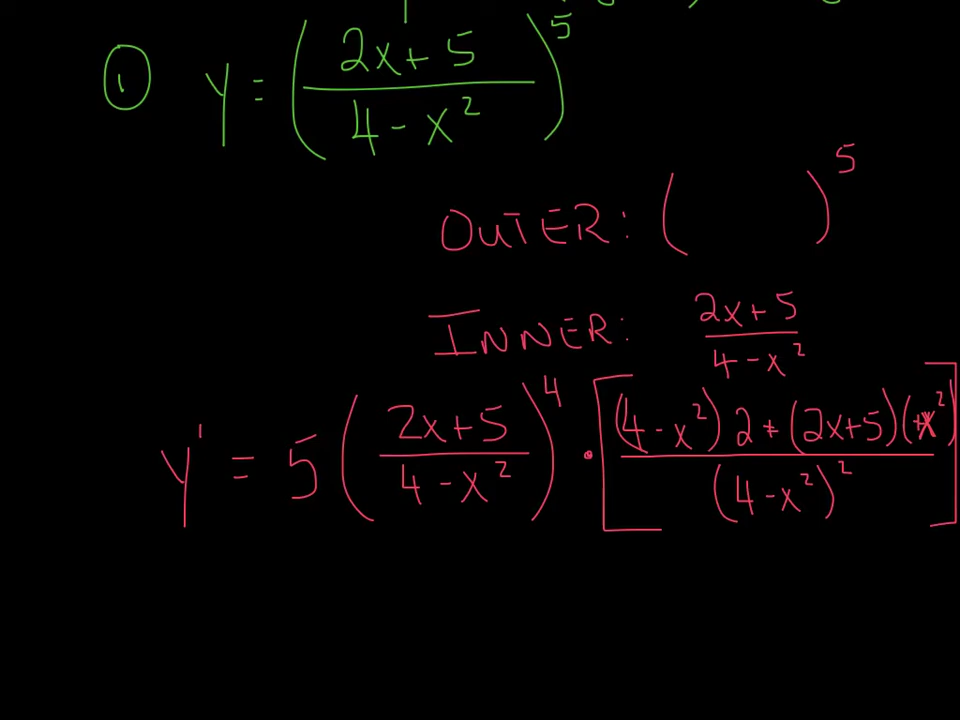 ① y = ((2x + 5)/(4 - x²))⁵
OUTER: ( )⁵
INNER: (2x + 5)/(4 - x²)
y' = 5((2x + 5)/(4 - x²))⁴ · [((4 - x²)2 + (2x + 5)( ))/(4 - x²)²]